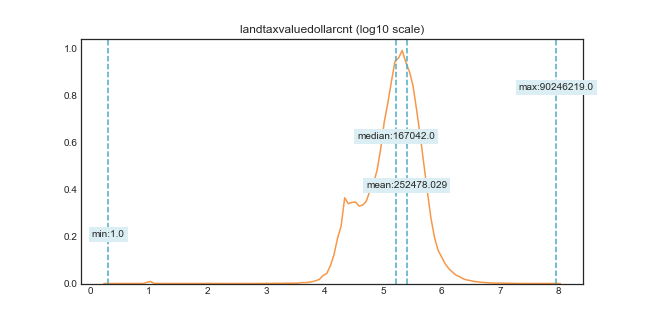 landtaxvaluedollarcnt (log10 scale)
1.0
max:90246219.0
0.8
median:167042.0
0.6
mean:252478.029
0.4
min:1.0
0.2
0.0
0 1 2 3 4 5 6 7 8